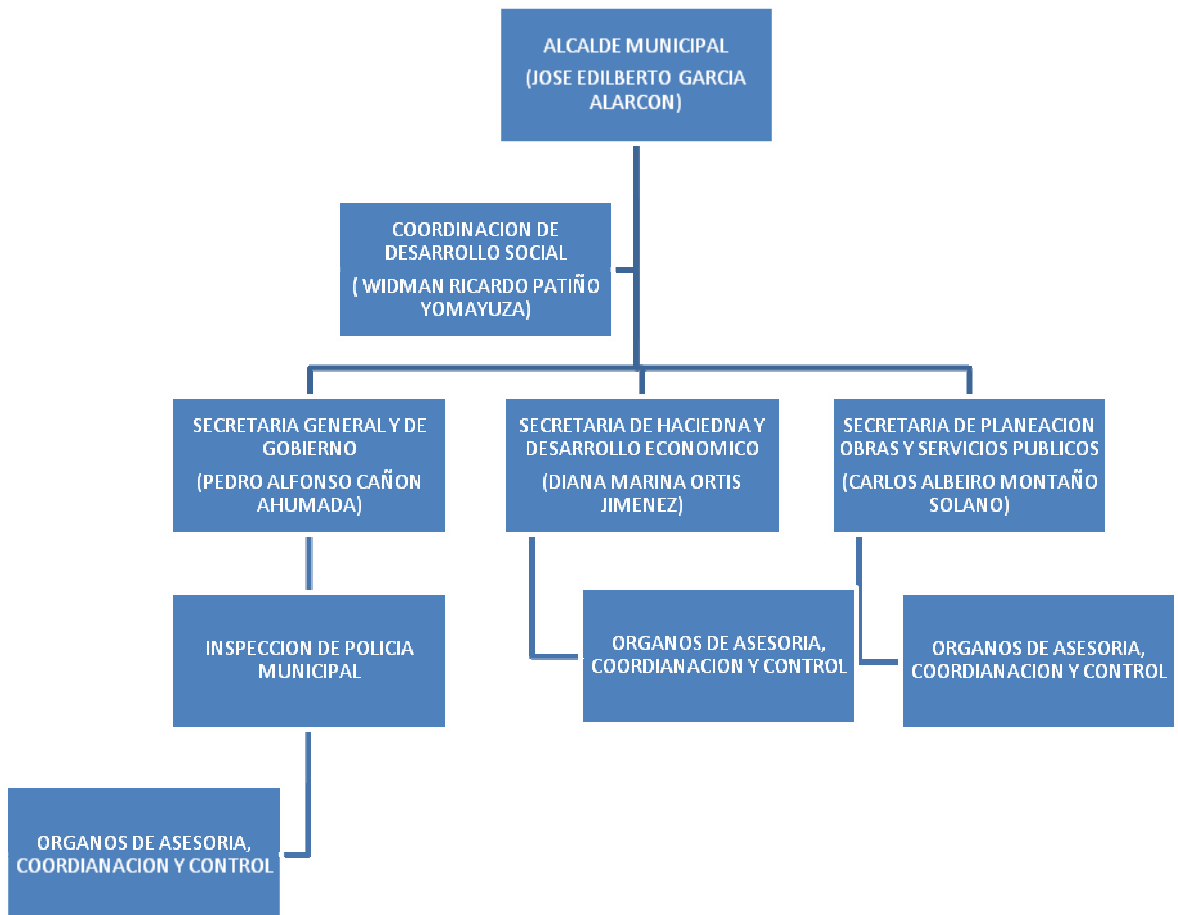 ALCALDE MUNICIPAL
(JOSE EDILBERTO GARCIA
ALARCON)
COORDINACION DE
DESARROLLO SOCIAL
( WIDMAN RICARDO PATIÑO
YOMAYUZA)
SECRETARIA GENERAL Y DE
GOBIERNO
(PEDRO ALFONSO CAÑON
AHUMADA)
SECRETARIA DE HACIEDNA Y
DESARROLLO ECONOMICO
(DIANA MARINA ORTIS
JIMENEZ)
SECRETARIA DE PLANEACION
OBRAS Y SERVICIOS PUBLICOS
(CARLOS ALBEIRO MONTAÑO
SOLANO)
INSPECCION DE POLICIA
MUNICIPAL
ORGANOS DE ASESORIA,
COORDIANACION Y CONTROL
ORGANOS DE ASESORIA,
COORDIANACION Y CONTROL
ORGANOS DE ASESORIA,
COORDIANACION Y CONTROL